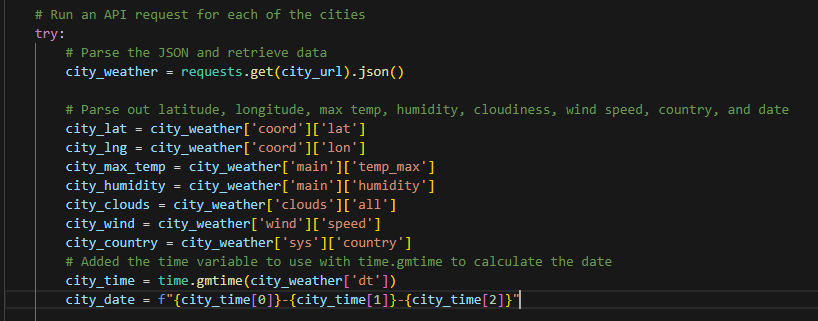 # Run an API request for each of the cities
try:
# Parse the JSON and retrieve data
city_weather = requests.get(city_url).json()
# Parse out latitude, longitude, max temp, humidity, cloudiness, wind speed, country, and date
city_lat = city_weather['coord']['lat']
city_lng = city_weather['coord']['lon']
city_max_temp = city_weather['main']['temp_max']
city_humidity = city_weather['main']['humidity']
city_clouds = city_weather['clouds']['all']
city_wind = city_weather['wind']['speed']
city_country = city_weather['sys']['country']
# Added the time variable to use with time.gmtime to calculate the date
city_time = time.gmtime(city_weather['dt'])
city_date = f"{city_time[0]}-{city_time[1]}-{city_time[2]}"